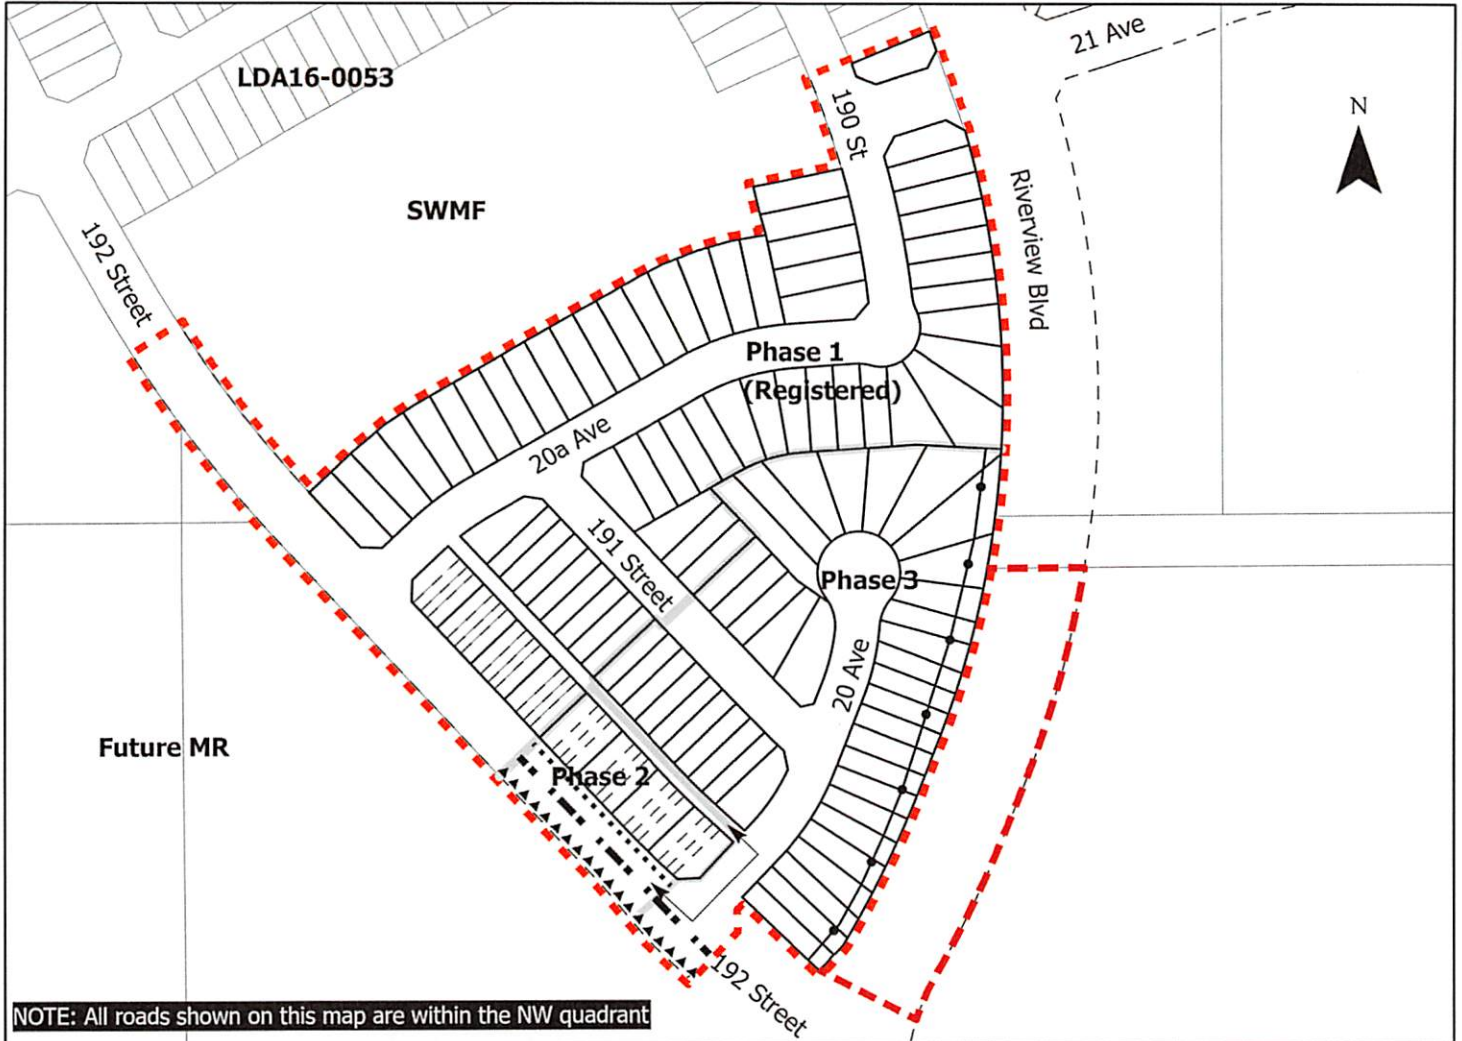 21 Ave
LDA16-0053
N
190 St
SWMF
Riverview Blvd
192 Street
Phase 1
(Registered)
20a Ave
191 Street
Phase 3
20 Ave
Future MR
Phase 2
192 Street
NOTE: All roads shown on this map are within the NW quadrant